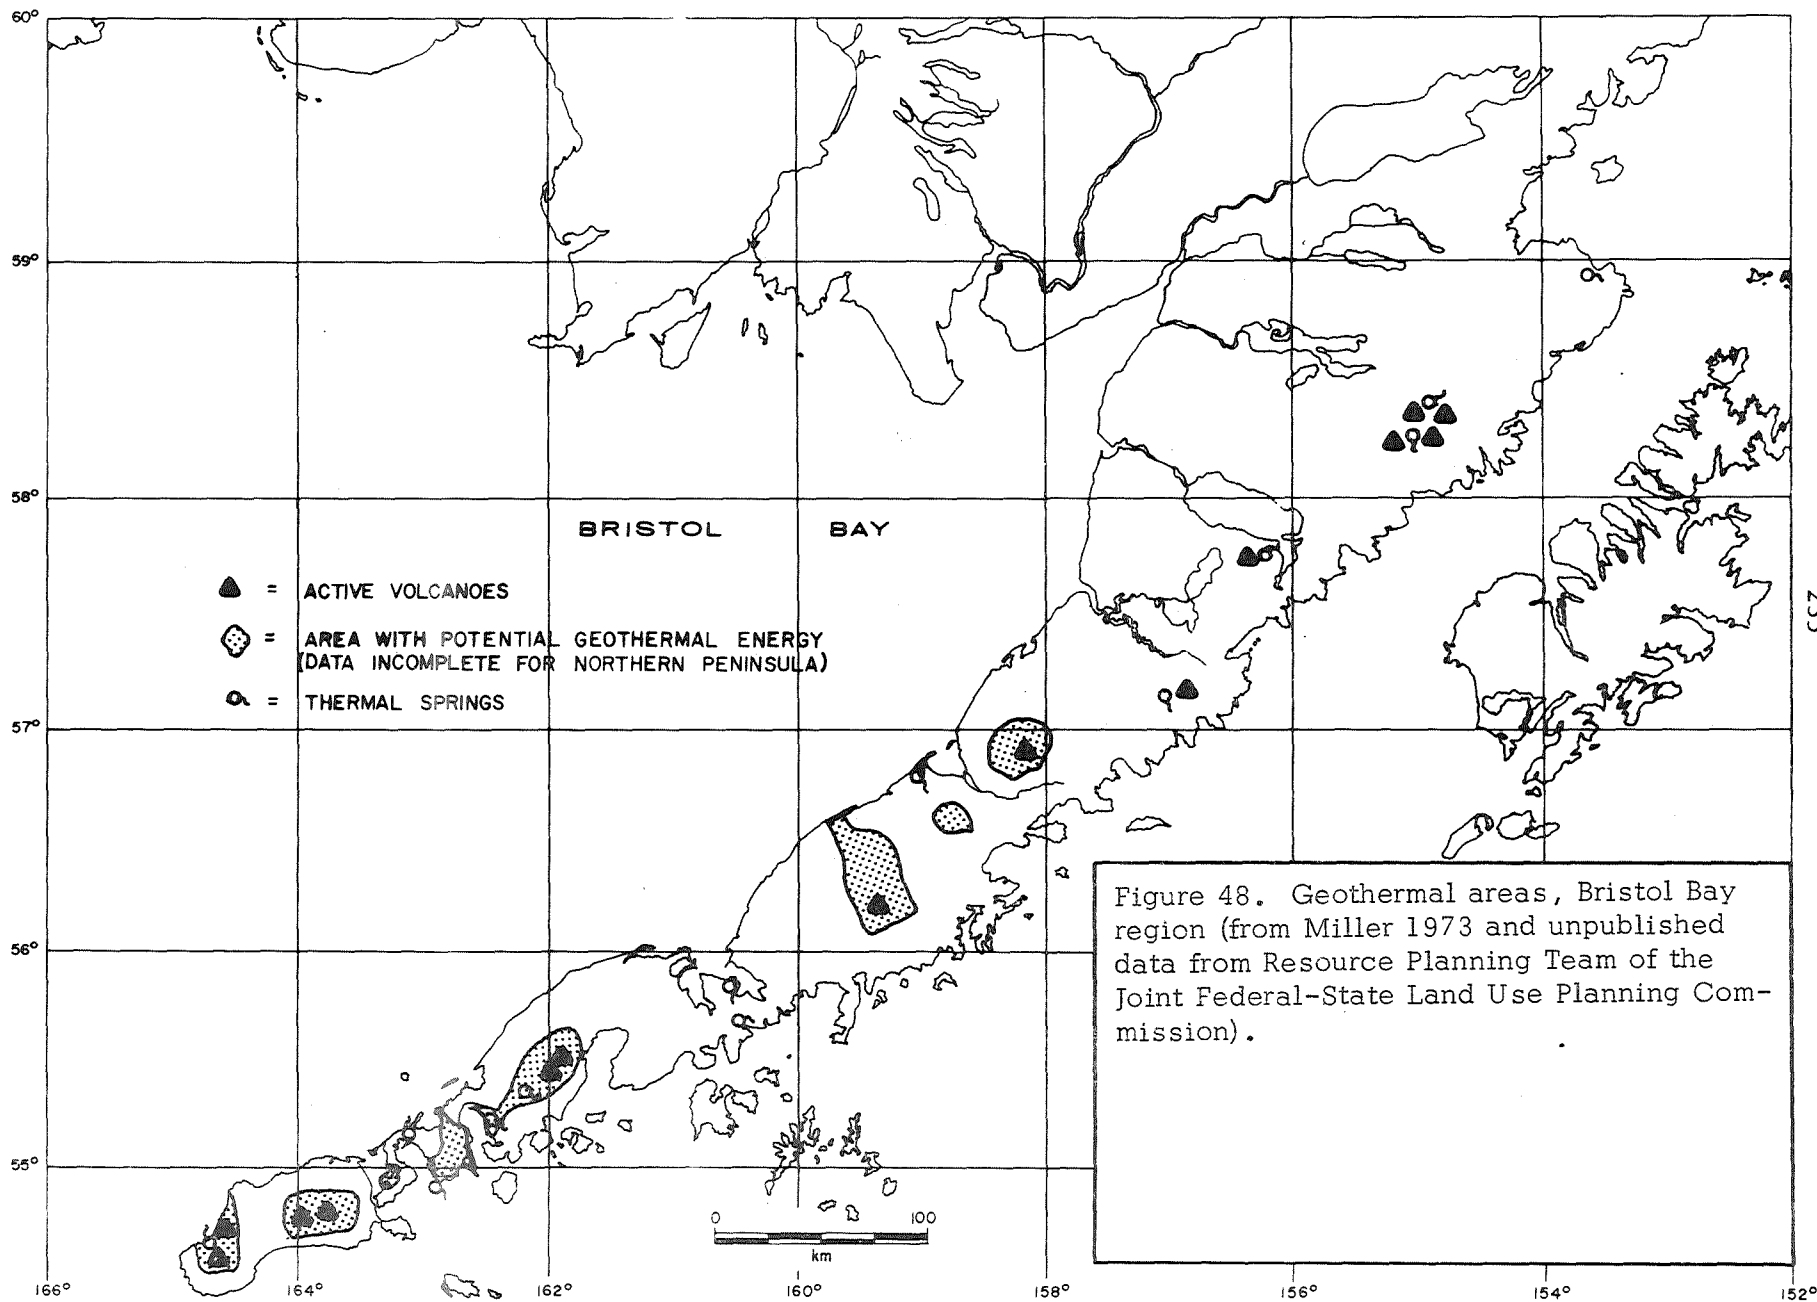 60°
59°
58°
BRISTOL BAY
= ACTIVE VOLCANOES
= AREA WITH POTENTIAL GEOTHERMAL ENERGY
(DATA INCOMPLETE FOR NORTHERN PENINSULA)
= THERMAL SPRINGS
57°
56°
55°
Figure 48. Geothermal areas, Bristol Bay
region (from Miller 1973 and unpublished
data from Resource Planning Team of the
Joint Federal-State Land Use Planning Com-
mission).
0 100
km
166° 164° 162° 160° 158° 156° 154° 152°